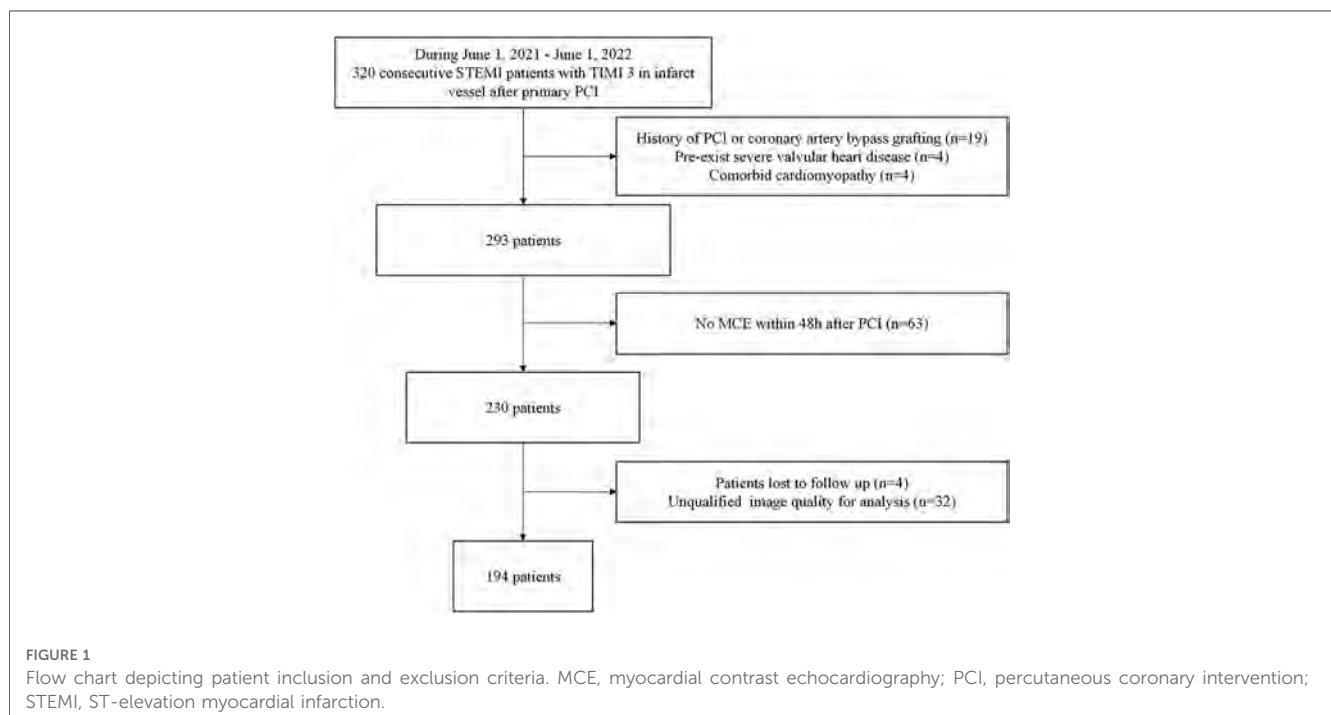 During June 1, 2021 - June 1, 2022
320 consecutive STEMI patients with TIMI 3 in infarct
vessel after primary PCI
History of PCI or coronary artery bypass grafting (n=19)
Pre-exist severe valvular heart disease (n=4)
Comorbid cardiomyopathy (n=4)
293 patients
No MCE within 48h after PCI (n=63)
230 patients
Patients lost to follow up (n=4)
Unqualified image quality for analysis (n=32)
194 patients
FIGURE 1
Flow chart depicting patient inclusion and exclusion criteria. MCE, myocardial contrast echocardiography; PCI, percutaneous coronary intervention;
STEMI, ST-elevation myocardial infarction.